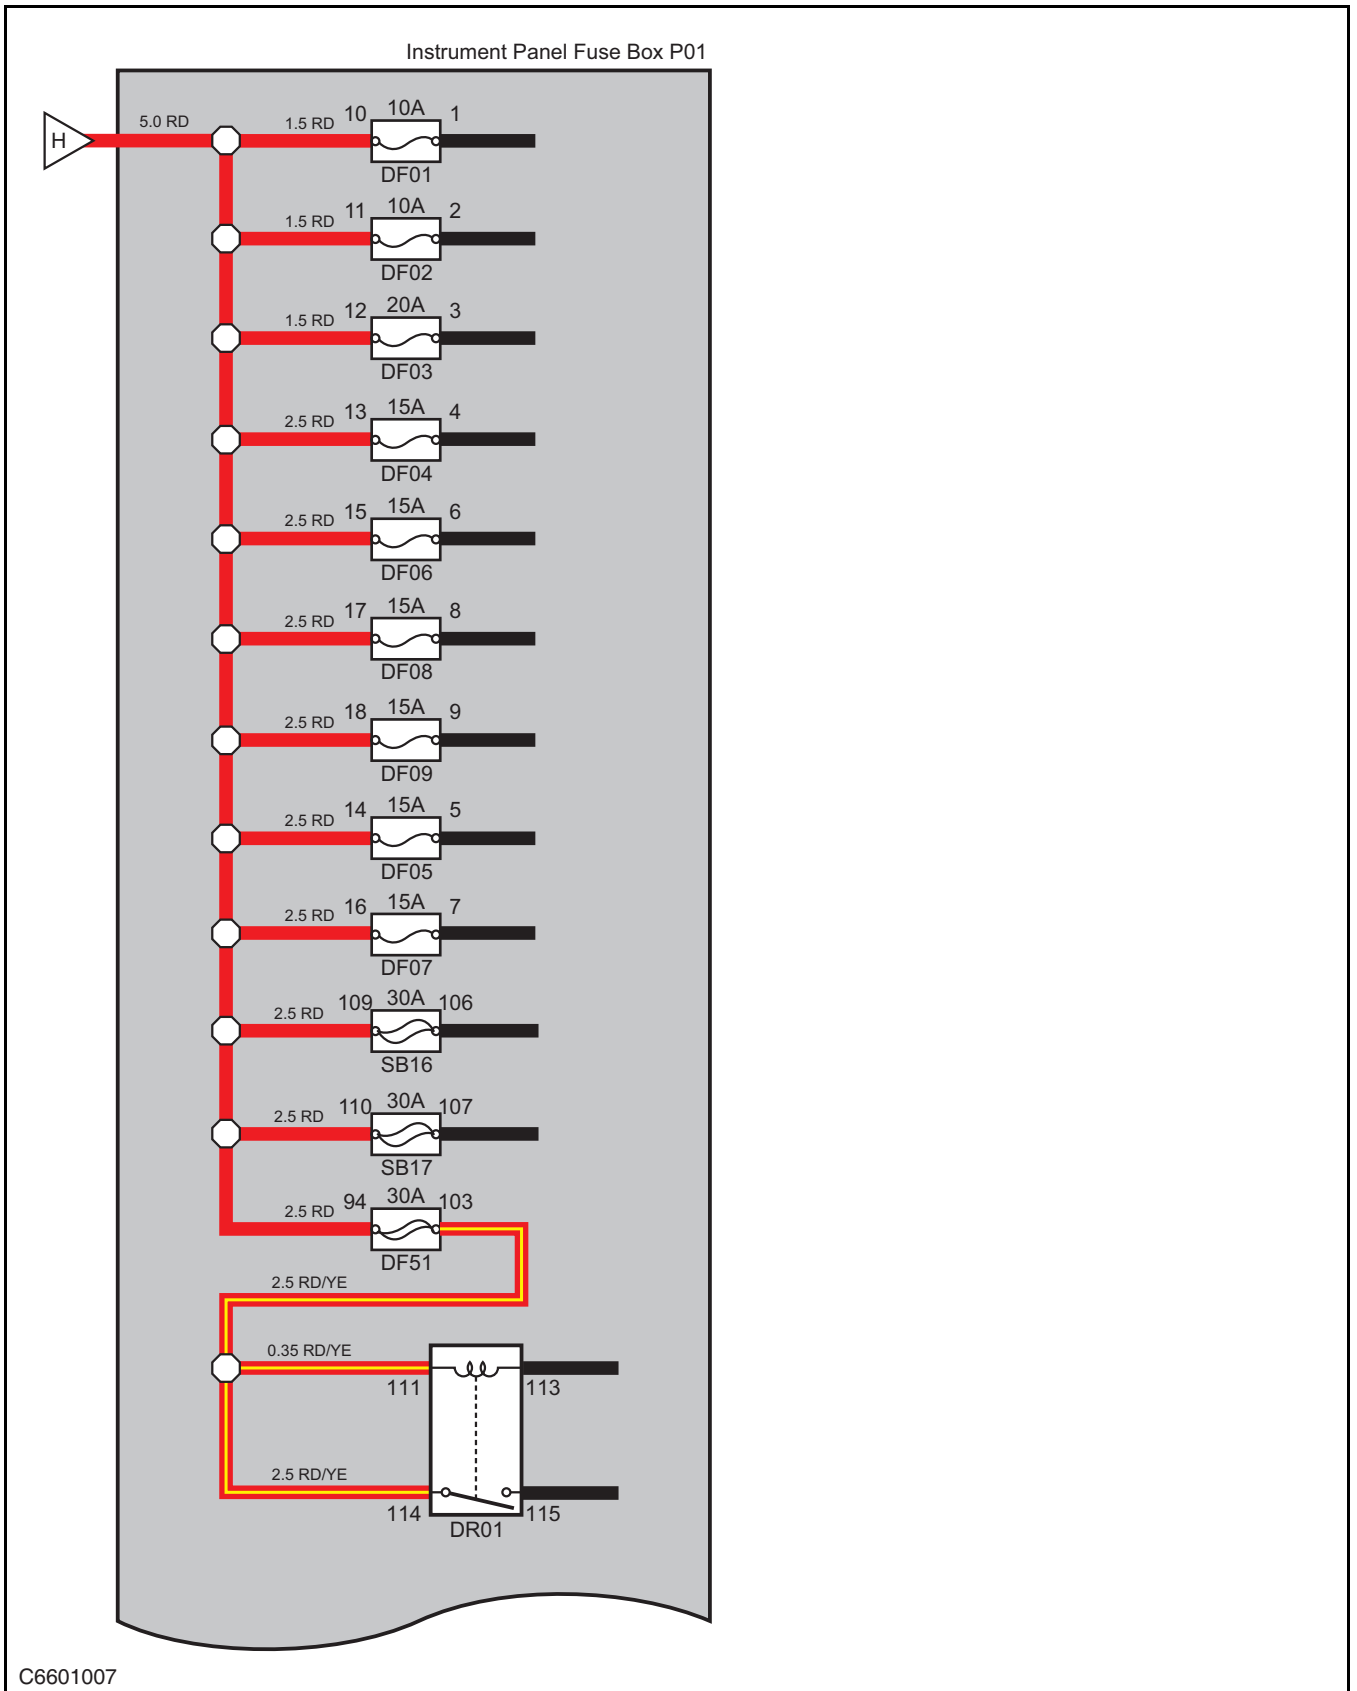 Instrument Panel Fuse Box P01
H
5.0 RD
1.5 RD 10 10A 1
DF01
1.5 RD 11 10A 2
DF02
1.5 RD 12 20A 3
DF03
2.5 RD 13 15A 4
DF04
2.5 RD 15 15A 6
DF06
2.5 RD 17 15A 8
DF08
2.5 RD 18 15A 9
DF09
2.5 RD 14 15A 5
DF05
2.5 RD 16 15A 7
DF07
2.5 RD 109 30A 106
SB16
2.5 RD 110 30A 107
SB17
2.5 RD 94 30A 103
DF51
2.5 RD/YE
0.35 RD/YE
111 113
2.5 RD/YE
114 115
DR01
C6601007